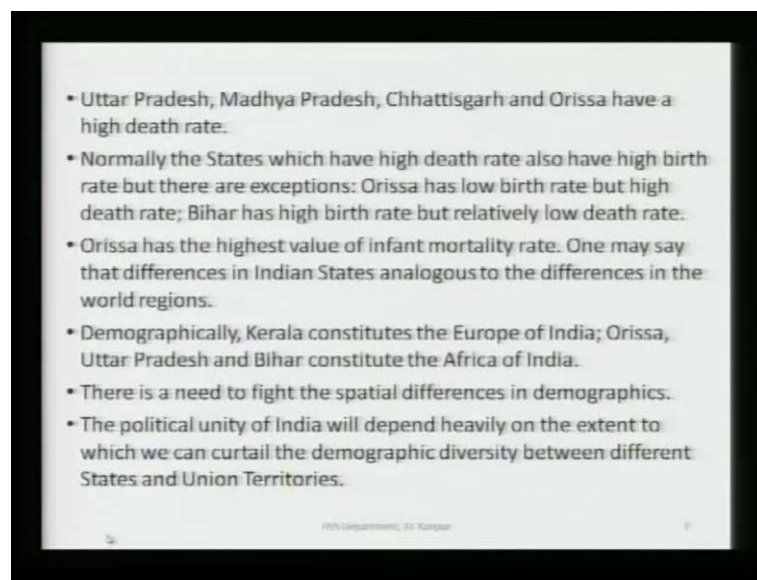 • Uttar Pradesh, Madhya Pradesh, Chhattisgarh and Orissa have a
high death rate.
• Normally the States which have high death rate also have high birth
rate but there are exceptions: Orissa has low birth rate but high
death rate; Bihar has high birth rate but relatively low death rate.
• Orissa has the highest value of infant mortality rate. One may say
that differences in Indian States analogous to the differences in the
world regions.
• Demographically, Kerala constitutes the Europe of India; Orissa,
Uttar Pradesh and Bihar constitute the Africa of India.
• There is a need to fight the spatial differences in demographics.
• The political unity of India will depend heavily on the extent to
which we can curtail the demographic diversity between different
States and Union Territories.
HSS Department, IIT Kanpur